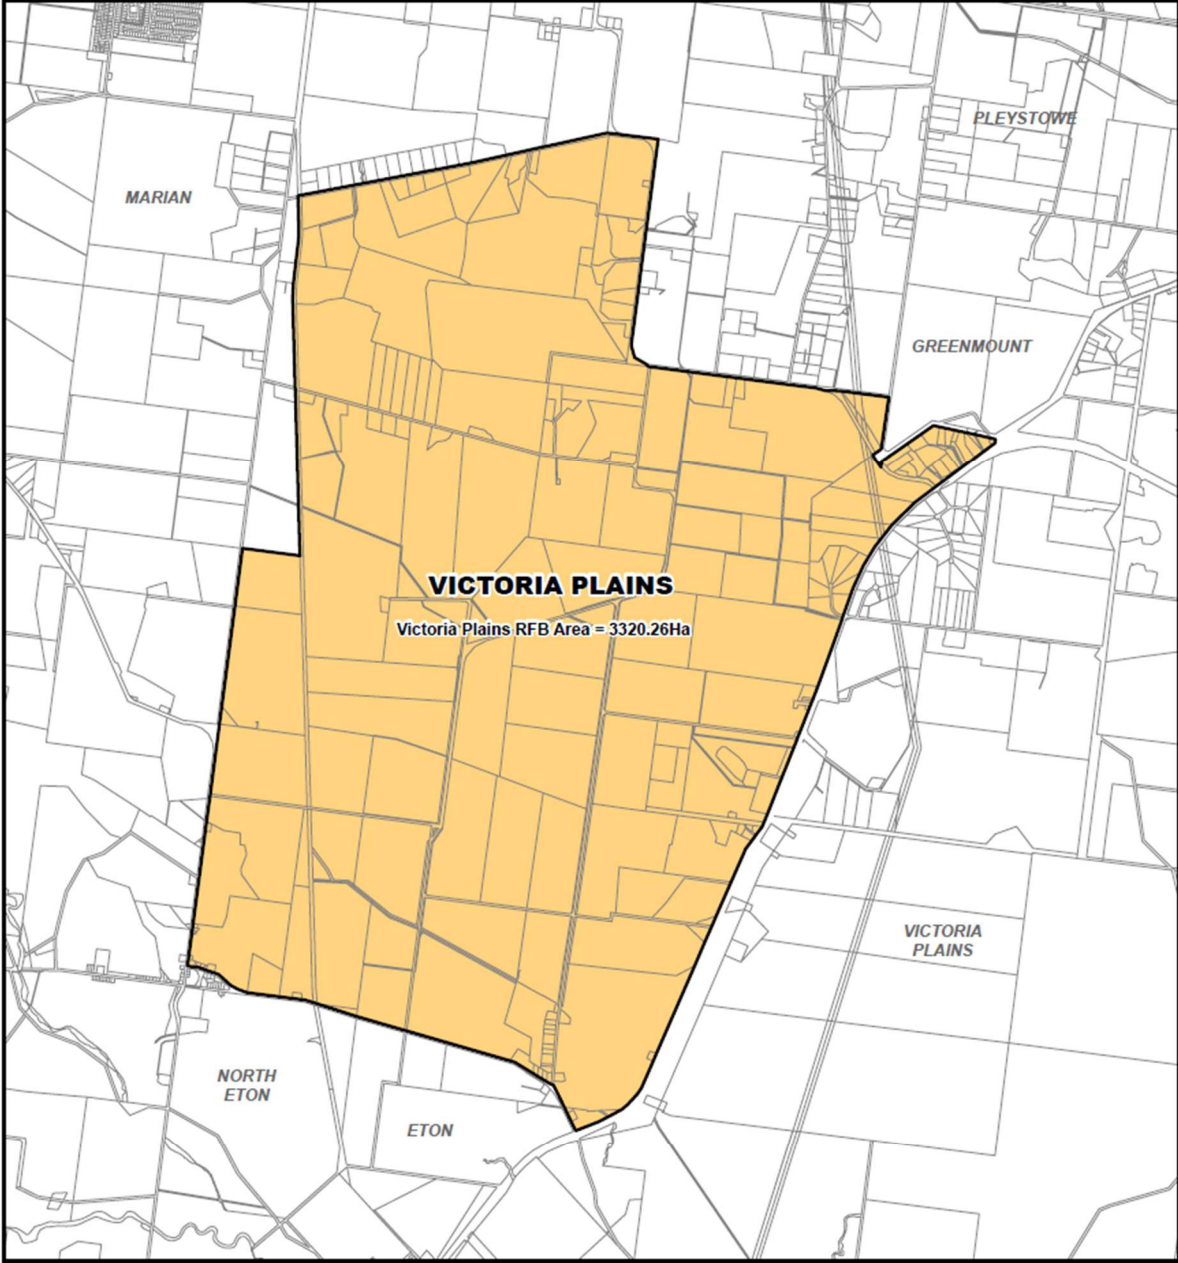 PLEYSTOWE
MARIAN
GREENMOUNT
VICTORIA PLAINS
Victoria Plains RFB Area = 3320.26Ha
VICTORIA
PLAINS
NORTH
ETON
ETON